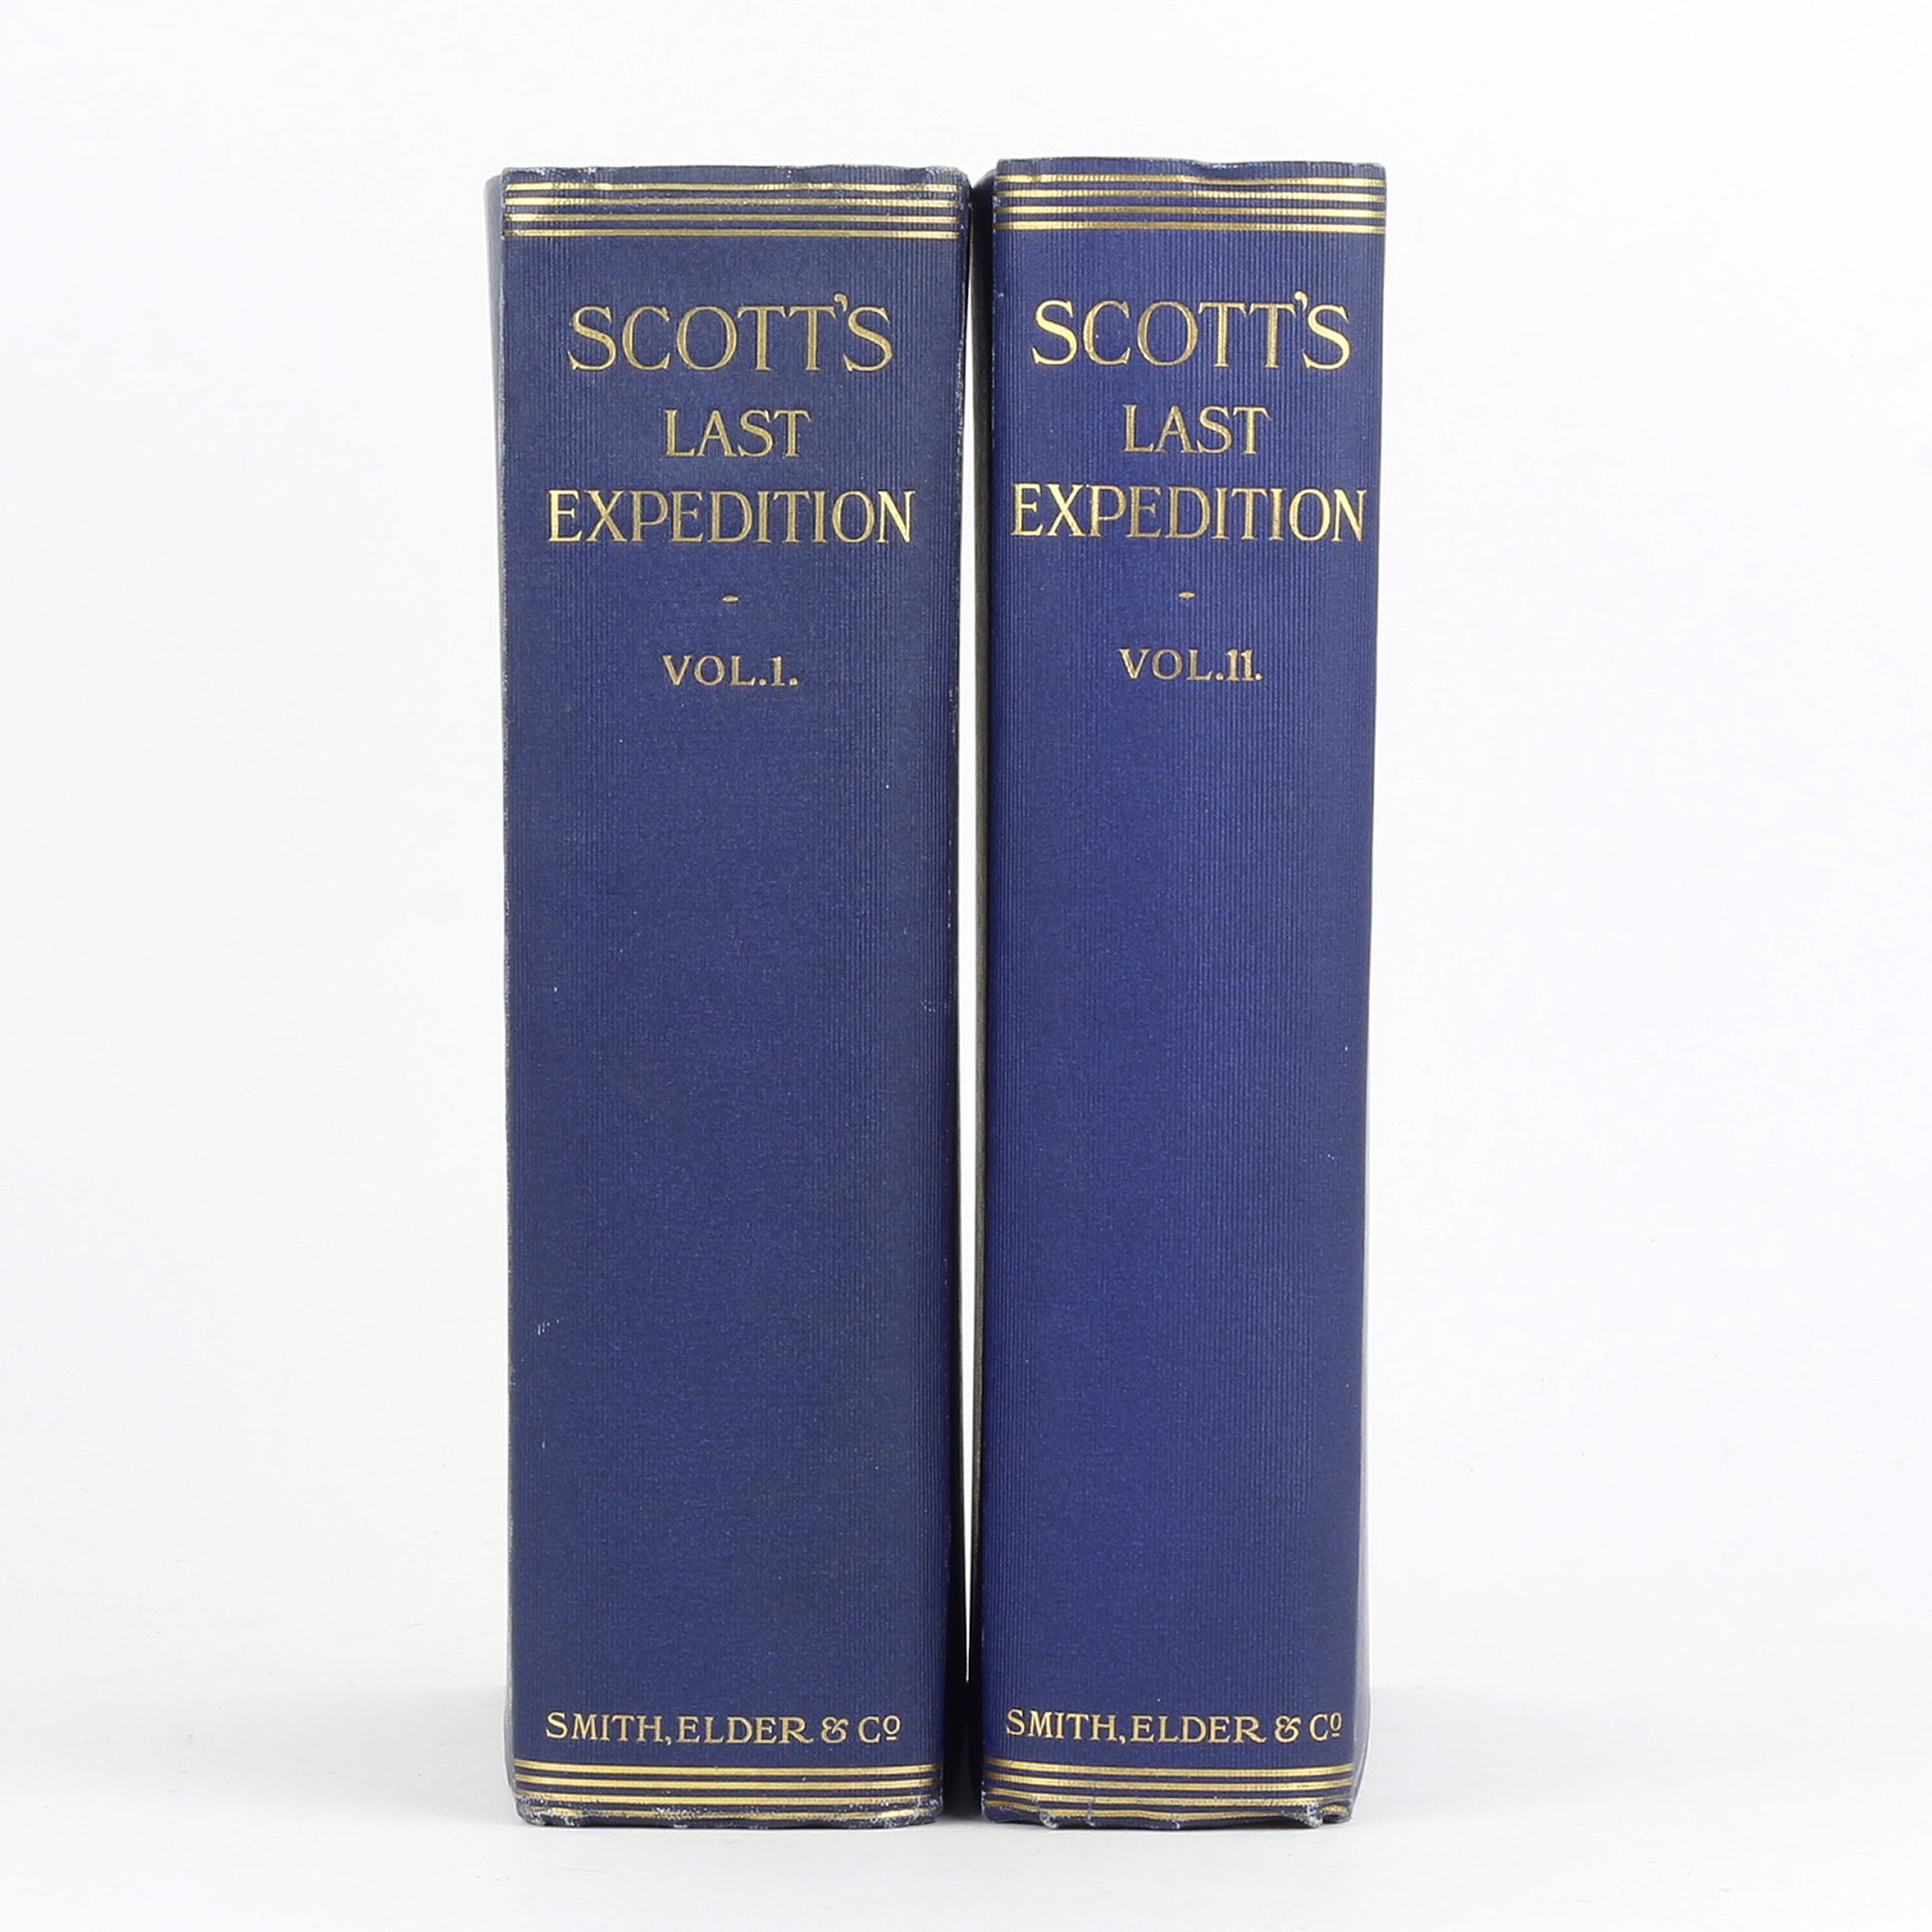 SCOTT'S
LAST
EXPEDITION
-
VOL.1.
SMITH, ELDER & Cº
SCOTT'S
LAST
EXPEDITION
-
VOL.11.
SMITH, ELDER & Cº